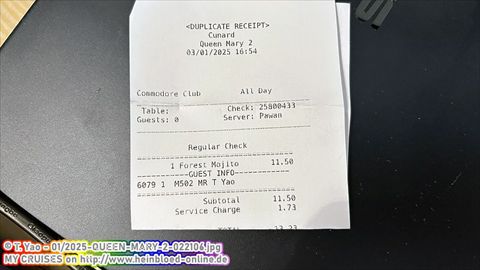 <DUPLICATE RECEIPT>
Cunard
Queen Mary 2
03/01/2025 16:54
Commodore Club All Day
Table: Check: 25800433
Guests: 0 Server: Pawan
Regular Check
1 Forest Mojito 11.50
------------GUEST INFO-------------
6079 1 M502 MR T Yao
Subtotal 11.50
Service Charge 1.73
© T. Yao - 01/2025-QUEEN-MARY-2-022106.jpg
MY CRUISES on http://www.heinbloed-online.de